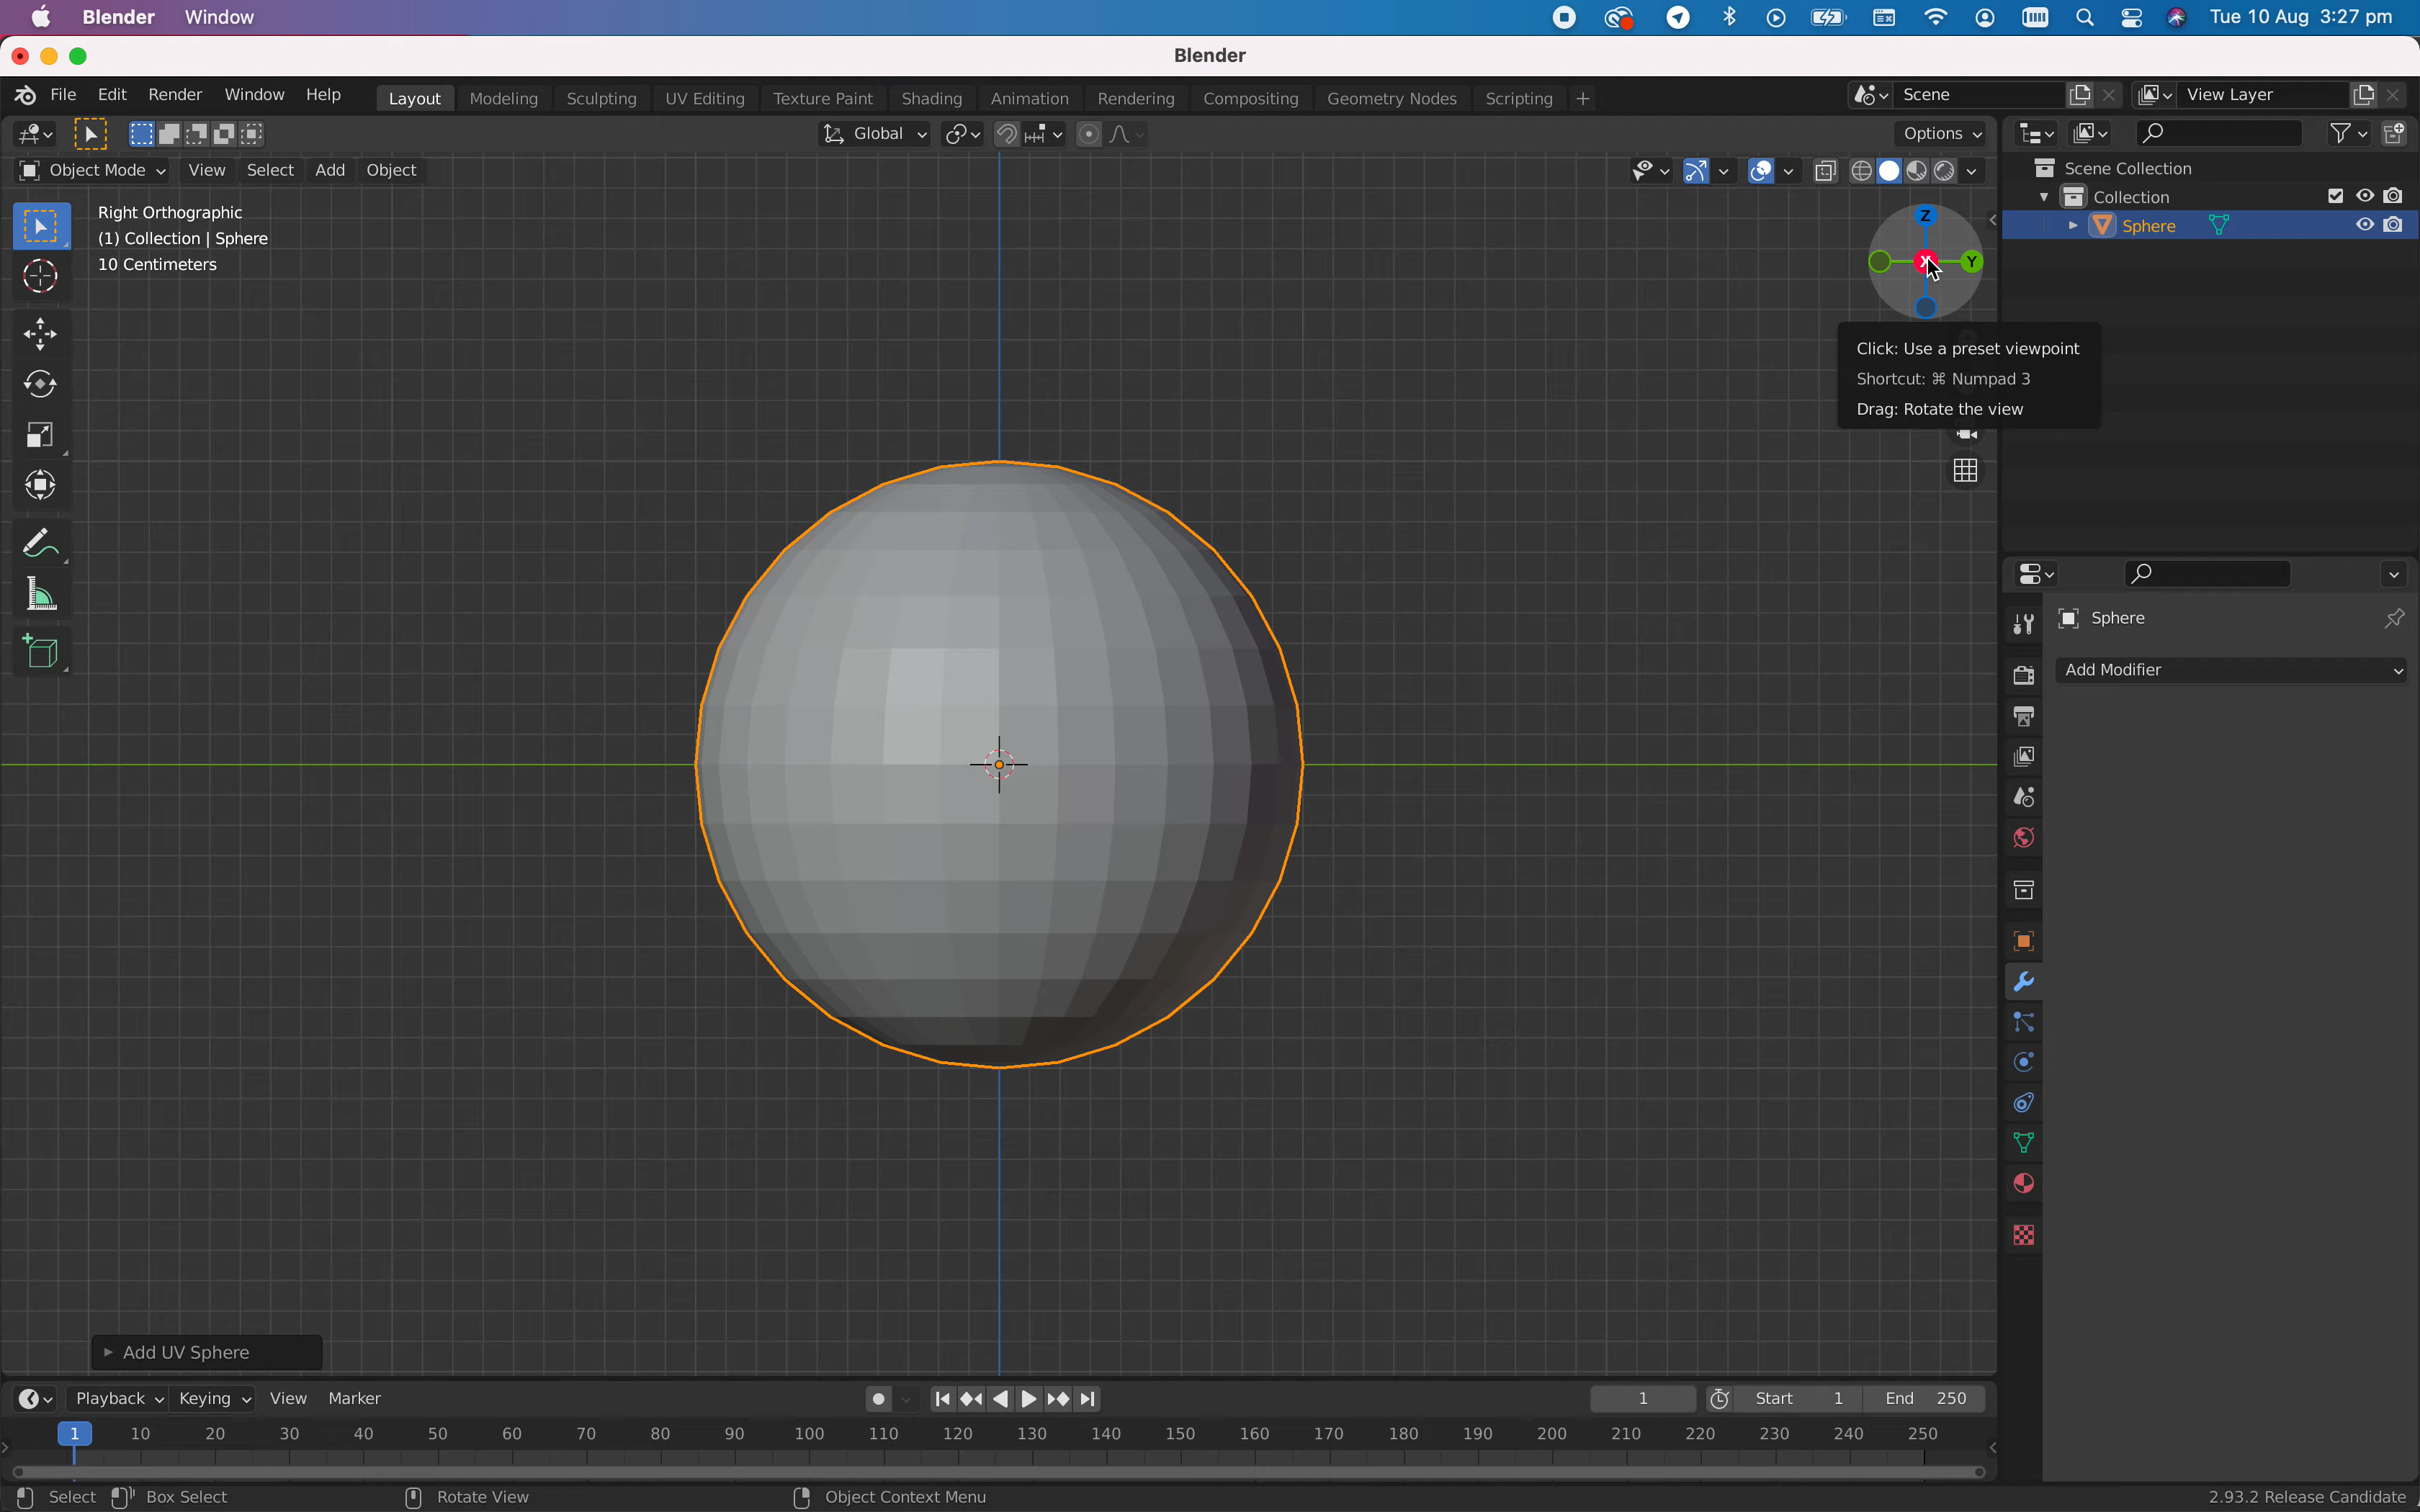 Blender Window Tue 10 Aug 3:27 pm
Blender
File Edit Render Window Help Layout Modeling Sculpting UV Editing Texture Paint Shading Animation Rendering Compositing Geometry Nodes Scripting + Scene View Layer
Global Options
Object Mode View Select Add Object
Scene Collection
Collection
Sphere
Right Orthographic
(1) Collection | Sphere
10 Centimeters
Z
X Y
Click: Use a preset viewpoint
Shortcut: ⌘ Numpad 3
Drag: Rotate the view
Sphere
Add Modifier
Add UV Sphere
Playback Keying View Marker 1 Start 1 End 250
1 10 20 30 40 50 60 70 80 90 100 110 120 130 140 150 160 170 180 190 200 210 220 230 240 250
Select Box Select Rotate View Object Context Menu 2.93.2 Release Candidate